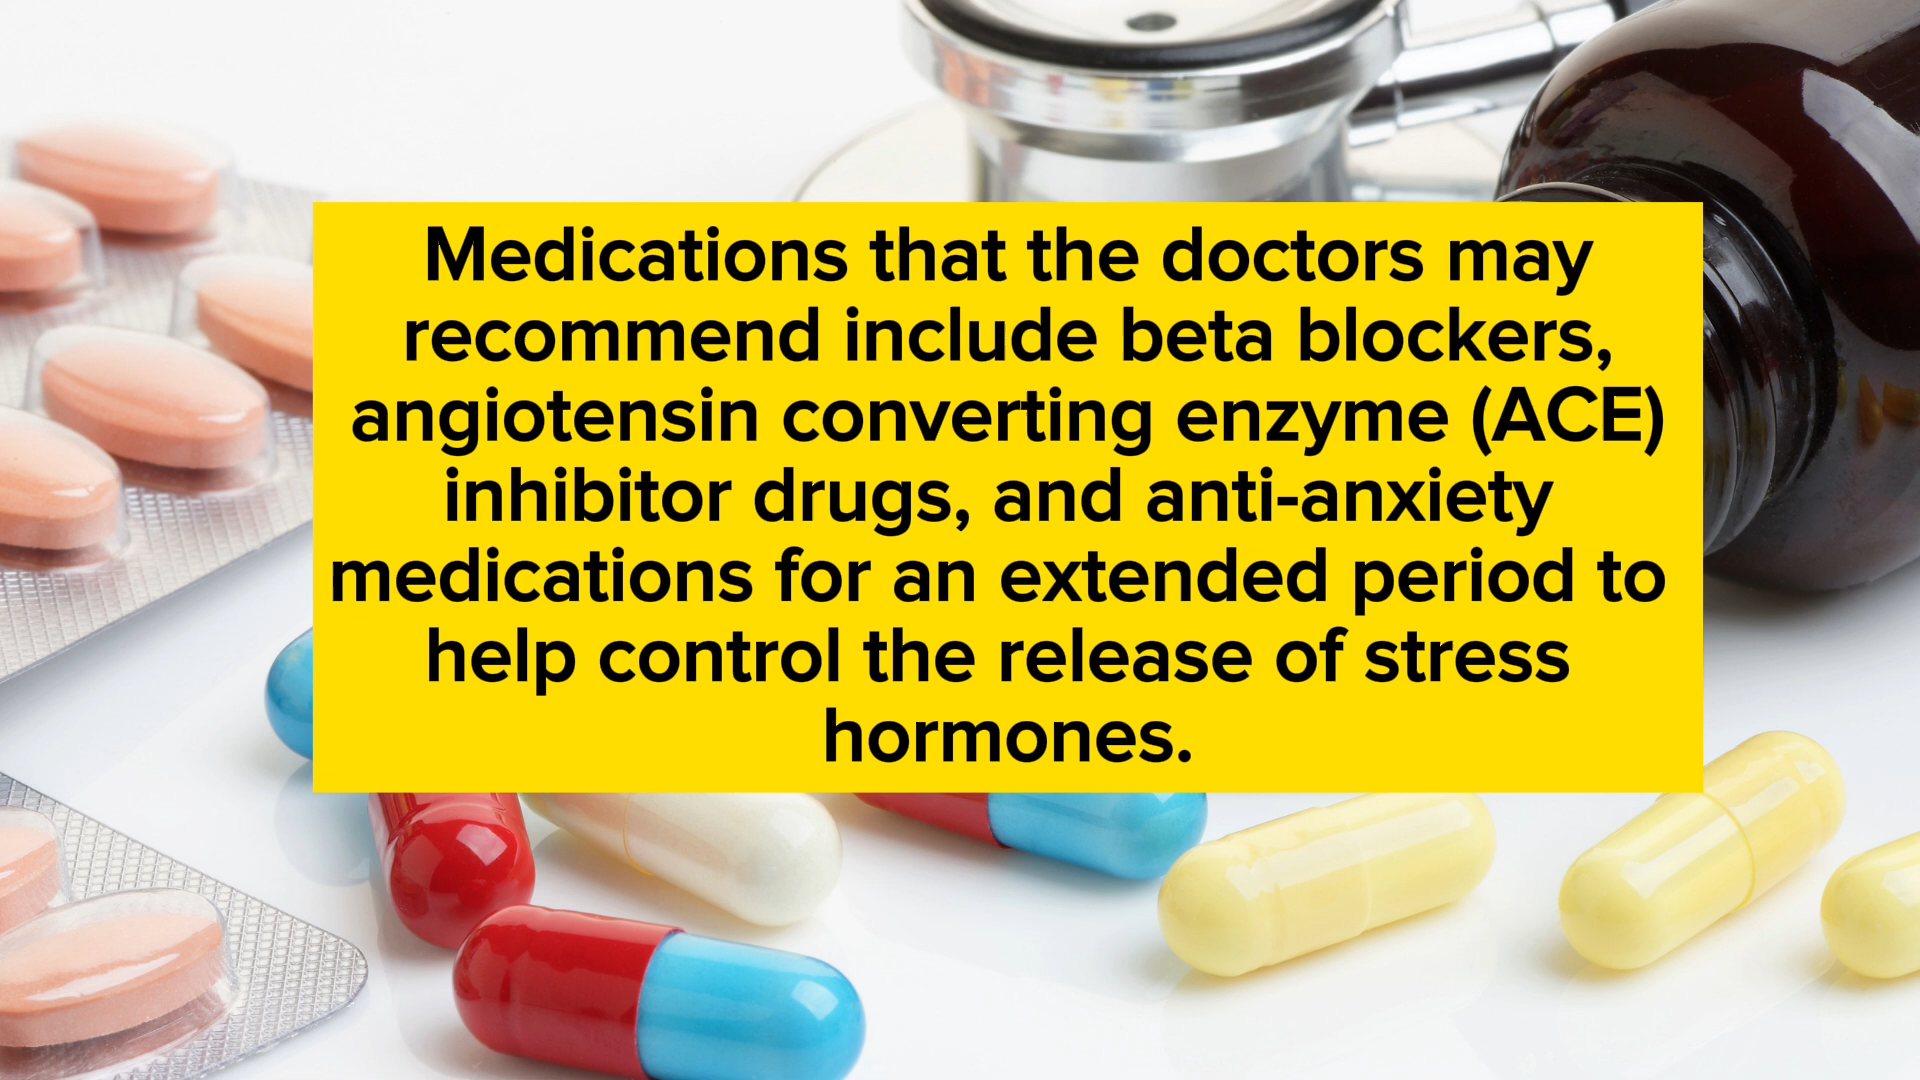 Medications that the doctors may
recommend include beta blockers,
angiotensin converting enzyme (ACE)
inhibitor drugs, and anti-anxiety
medications for an extended period to
help control the release of stress
hormones.